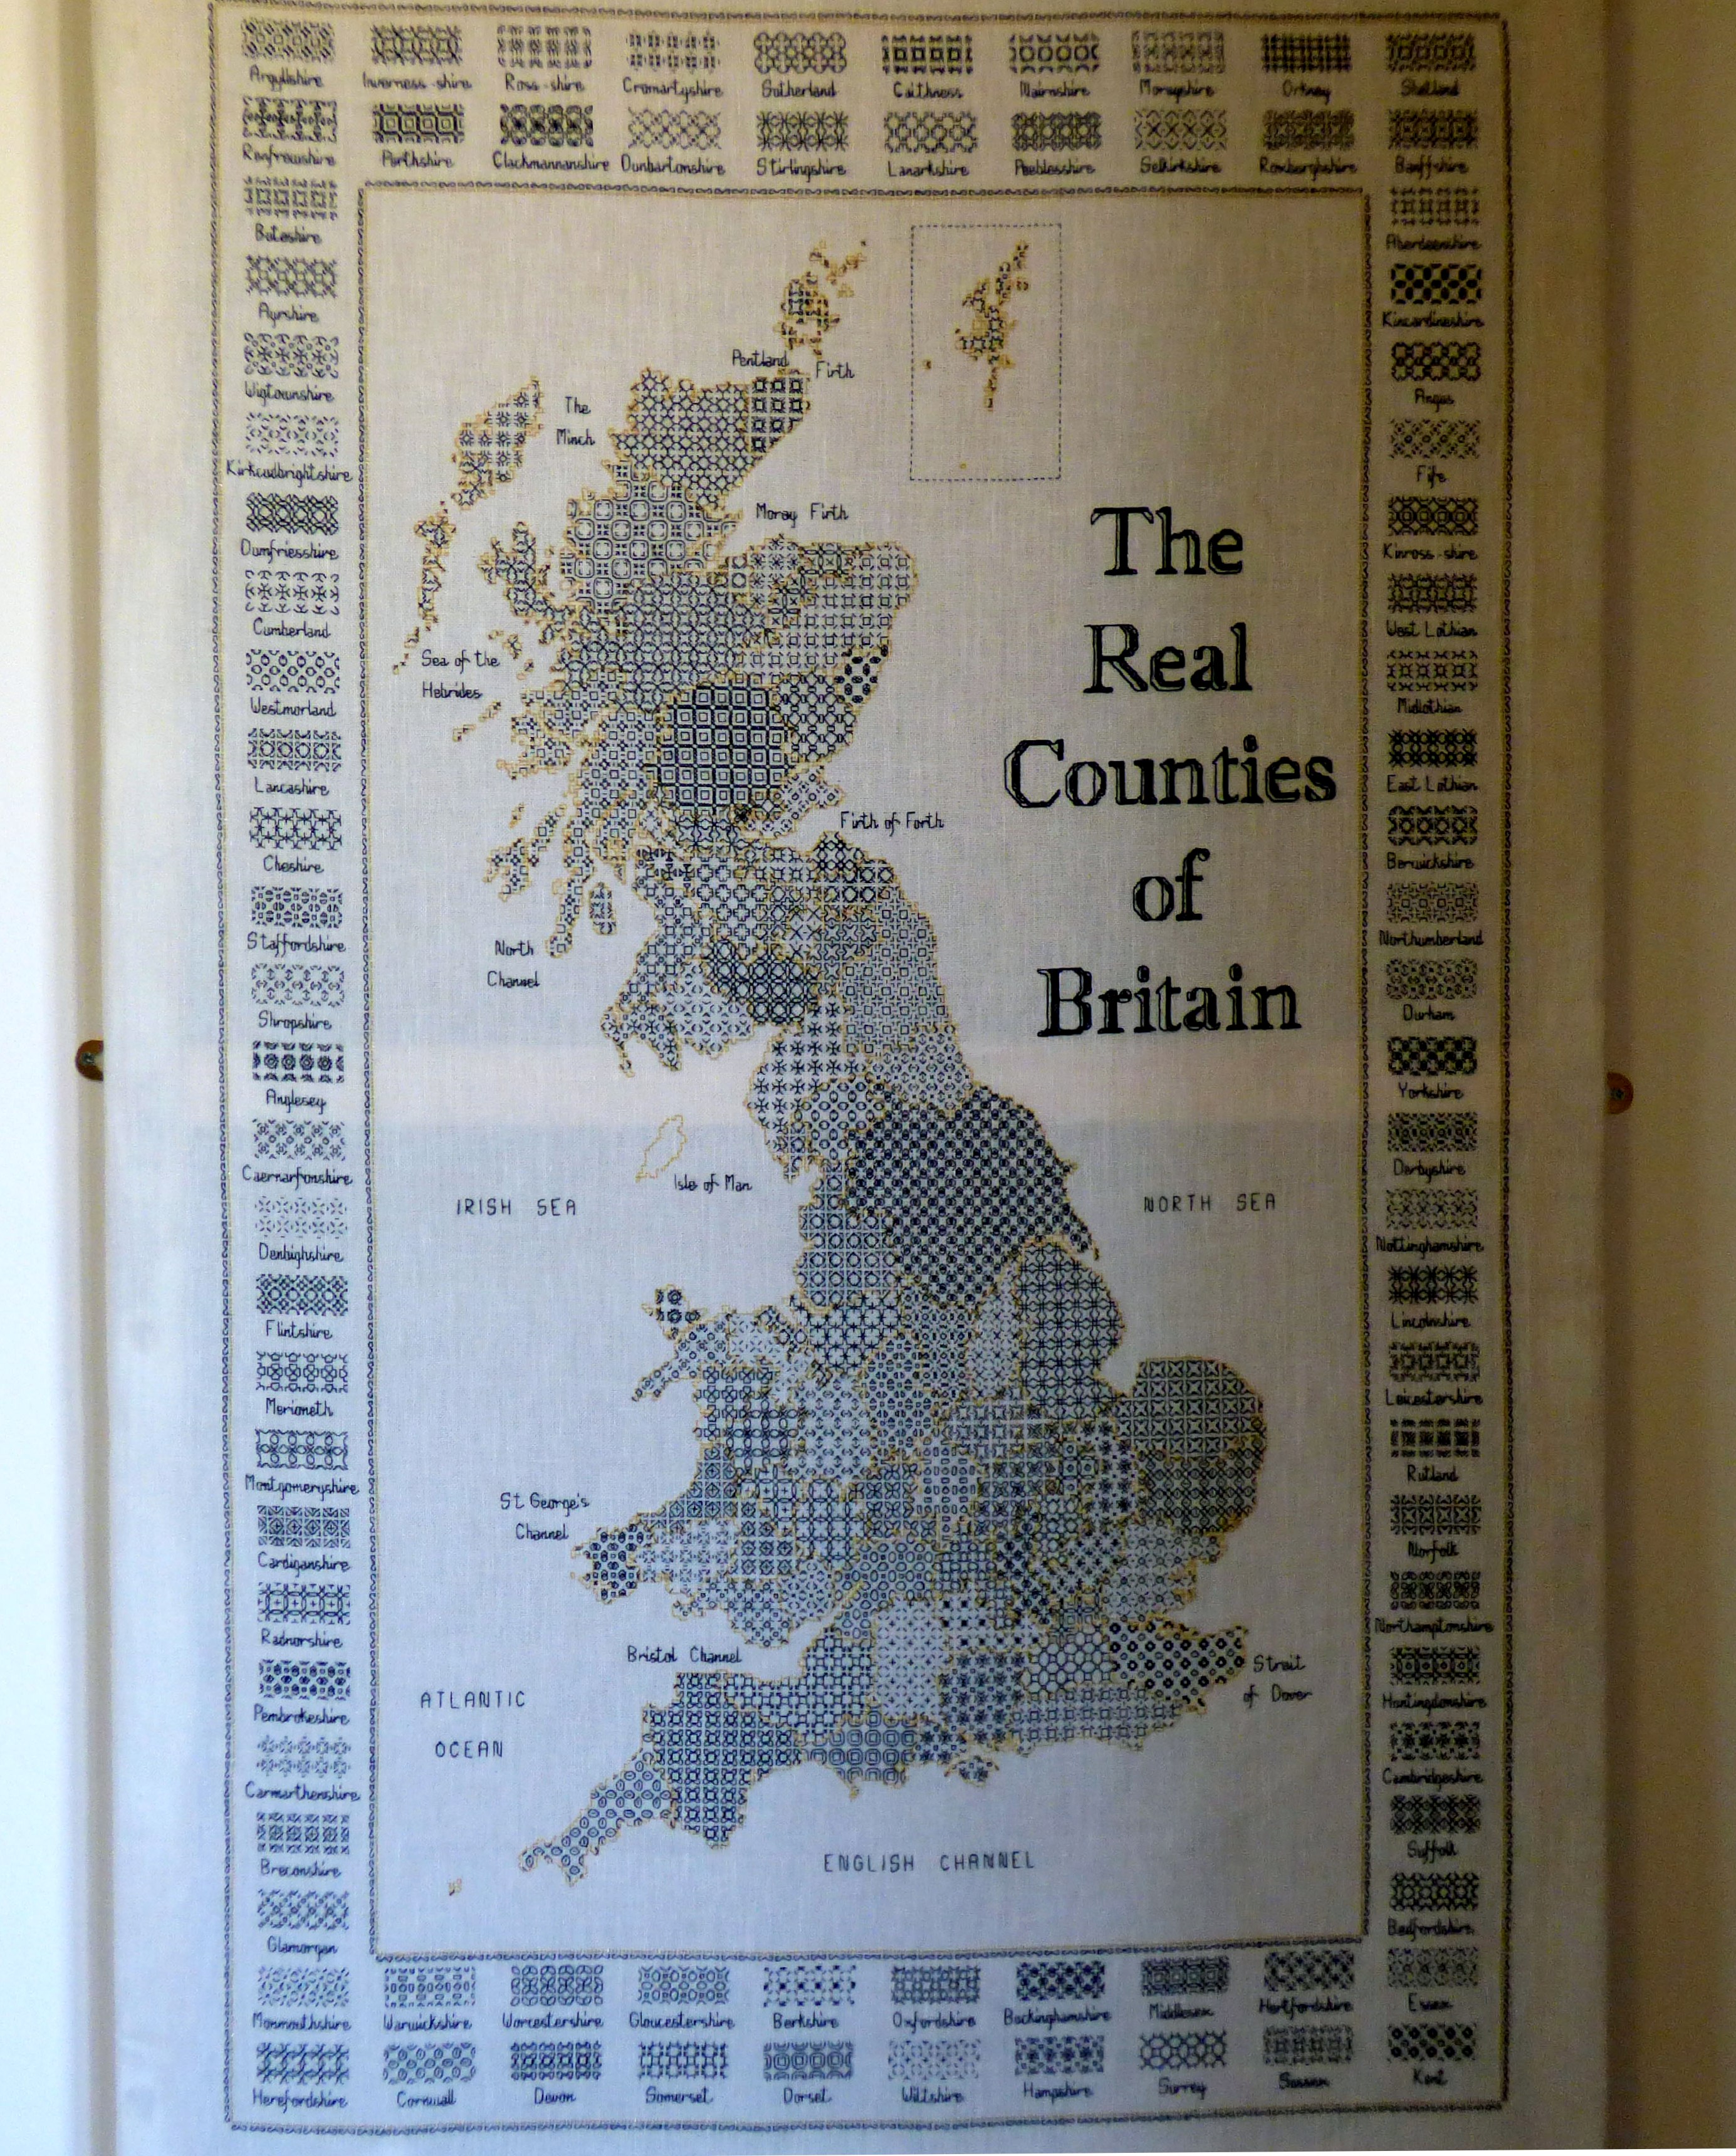 Argyllshire Inverness-shire Ross-shire Cromartyshire Sutherland Caithness Nairnshire Morayshire Orkney Shetland
Renfrewshire Perthshire Clackmannanshire Dunbartonshire Stirlingshire Lanarkshire Peeblesshire Selkirkshire Roxburghshire Banffshire
Buteshire
Ayrshire
Wigtownshire
Kirkcudbrightshire
Dumfriesshire
Cumberland
Westmorland
Lancashire
Cheshire
Staffordshire
Shropshire
Anglesey
Caernarfonshire
Denbighshire
Flintshire
Merioneth
Montgomeryshire
Cardiganshire
Radnorshire
Pembrokeshire
Carmarthenshire
Breconshire
Glamorgan
Pentland
Firth
The
Minch
Moray Firth
Sea of the
Hebrides
Firth of Forth
North
Channel
Isle of Man
IRISH SEA
NORTH SEA
St George's
Channel
Bristol Channel
Strait
of Dover
ATLANTIC
OCEAN
ENGLISH CHANNEL
The
Real
Counties
of
Britain
Aberdeenshire
Kincardineshire
Angus
Fife
Kinross-shire
West Lothian
Midlothian
East Lothian
Berwickshire
Northumberland
Durham
Yorkshire
Derbyshire
Nottinghamshire
Lincolnshire
Leicestershire
Rutland
Norfolk
Northamptonshire
Huntingdonshire
Cambridgeshire
Suffolk
Bedfordshire
Monmouthshire Warwickshire Worcestershire Gloucestershire Berkshire Oxfordshire Buckinghamshire Middlesex Hertfordshire Essex
Herefordshire Cornwall Devon Somerset Dorset Wiltshire Hampshire Surrey Sussex Kent